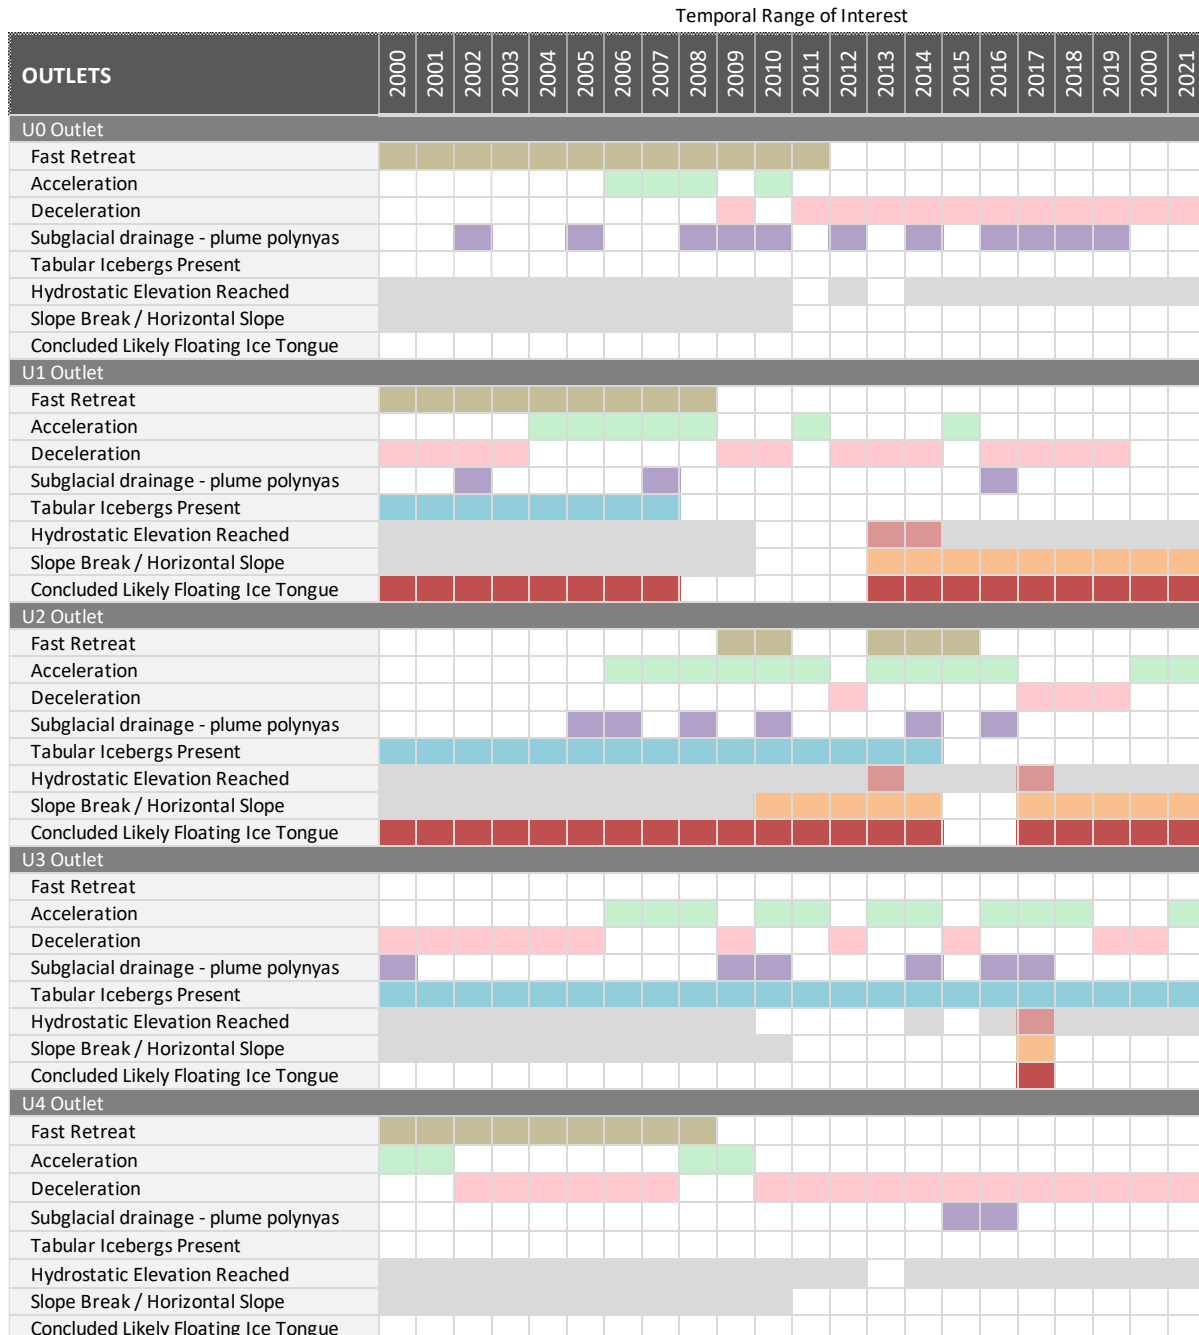 Temporal Range of Interest
OUTLETS 2000 2001 2002 2003 2004 2005 2006 2007 2008 2009 2010 2011 2012 2013 2014 2015 2016 2017 2018 2019 2000 2021
U0 Outlet
Fast Retreat
Acceleration
Deceleration
Subglacial drainage - plume polynyas
Tabular Icebergs Present
Hydrostatic Elevation Reached
Slope Break / Horizontal Slope
Concluded Likely Floating Ice Tongue
U1 Outlet
Fast Retreat
Acceleration
Deceleration
Subglacial drainage - plume polynyas
Tabular Icebergs Present
Hydrostatic Elevation Reached
Slope Break / Horizontal Slope
Concluded Likely Floating Ice Tongue
U2 Outlet
Fast Retreat
Acceleration
Deceleration
Subglacial drainage - plume polynyas
Tabular Icebergs Present
Hydrostatic Elevation Reached
Slope Break / Horizontal Slope
Concluded Likely Floating Ice Tongue
U3 Outlet
Fast Retreat
Acceleration
Deceleration
Subglacial drainage - plume polynyas
Tabular Icebergs Present
Hydrostatic Elevation Reached
Slope Break / Horizontal Slope
Concluded Likely Floating Ice Tongue
U4 Outlet
Fast Retreat
Acceleration
Deceleration
Subglacial drainage - plume polynyas
Tabular Icebergs Present
Hydrostatic Elevation Reached
Slope Break / Horizontal Slope
Concluded Likely Floating Ice Tongue